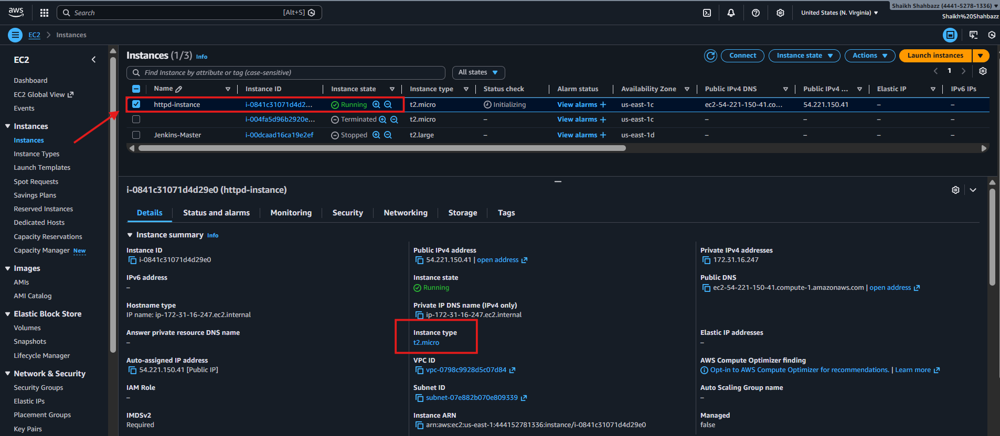 aws
Search [Alt+S]
United States (N. Virginia)
Shaikh Shahbazz (4441-5278-1336)
Shaikh%20Shahbazz
EC2 Instances
EC2
Dashboard
EC2 Global View
Events
Instances
Instances
Instance Types
Launch Templates
Spot Requests
Savings Plans
Reserved Instances
Dedicated Hosts
Capacity Reservations
Capacity Manager New
Images
AMIs
AMI Catalog
Elastic Block Store
Volumes
Snapshots
Lifecycle Manager
Network & Security
Security Groups
Elastic IPs
Placement Groups
Key Pairs
Instances (1/3) Info
Connect Instance state Actions Launch instances
Find Instance by attribute or tag (case-sensitive) All states
1
Name Instance ID Instance state Instance type Status check Alarm status Availability Zone Public IPv4 DNS Public IPv4 ... Elastic IP IPv6 IPs
httpd-instance i-0841c31071d4d2... Running t2.micro Initializing View alarms + us-east-1c ec2-54-221-150-41.co... 54.221.150.41 – –
i-004fa5d96b2920e... Terminated t2.micro – View alarms + us-east-1c – – – –
Jenkins-Master i-00dcaad16ca19e2ef Stopped t2.large – View alarms + us-east-1d – – – –
i-0841c31071d4d29e0 (httpd-instance)
Details Status and alarms Monitoring Security Networking Storage Tags
Instance summary Info
Instance ID
i-0841c31071d4d29e0
Public IPv4 address
54.221.150.41 | open address
Private IPv4 addresses
172.31.16.247
IPv6 address
–
Instance state
Running
Public DNS
ec2-54-221-150-41.compute-1.amazonaws.com | open address
Hostname type
IP name: ip-172-31-16-247.ec2.internal
Private IP DNS name (IPv4 only)
ip-172-31-16-247.ec2.internal
Answer private resource DNS name
–
Instance type
t2.micro
Elastic IP addresses
–
Auto-assigned IP address
54.221.150.41 [Public IP]
VPC ID
vpc-0798c9928d5c07d84
AWS Compute Optimizer finding
Opt-in to AWS Compute Optimizer for recommendations. | Learn more
IAM Role
–
Subnet ID
subnet-07e882b070e809339
Auto Scaling Group name
–
IMDSv2
Required
Instance ARN
arn:aws:ec2:us-east-1:444152781336:instance/i-0841c31071d4d29e0
Managed
false